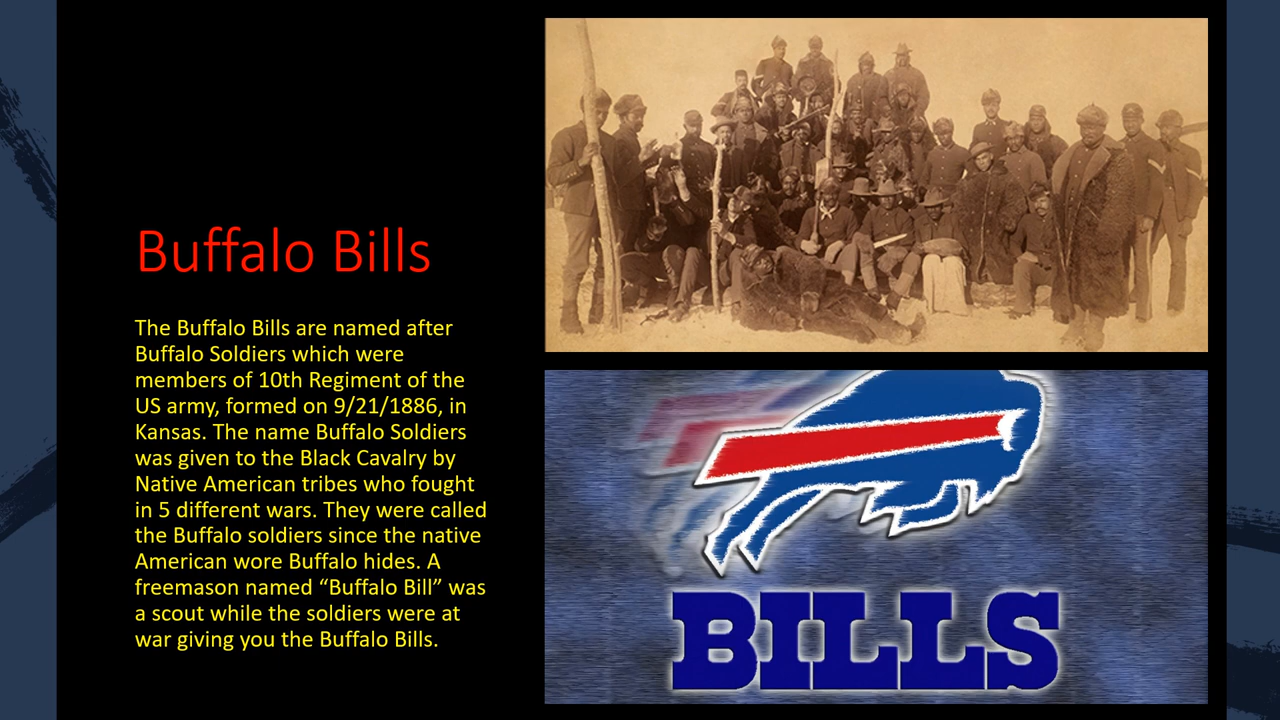 Buffalo Bills
The Buffalo Bills are named after
Buffalo Soldiers which were
members of 10th Regiment of the
US army, formed on 9/21/1886, in
Kansas. The name Buffalo Soldiers
was given to the Black Cavalry by
Native American tribes who fought
in 5 different wars. They were called
the Buffalo soldiers since the native
American wore Buffalo hides. A
freemason named “Buffalo Bill” was
a scout while the soldiers were at
war giving you the Buffalo Bills.
BILLS